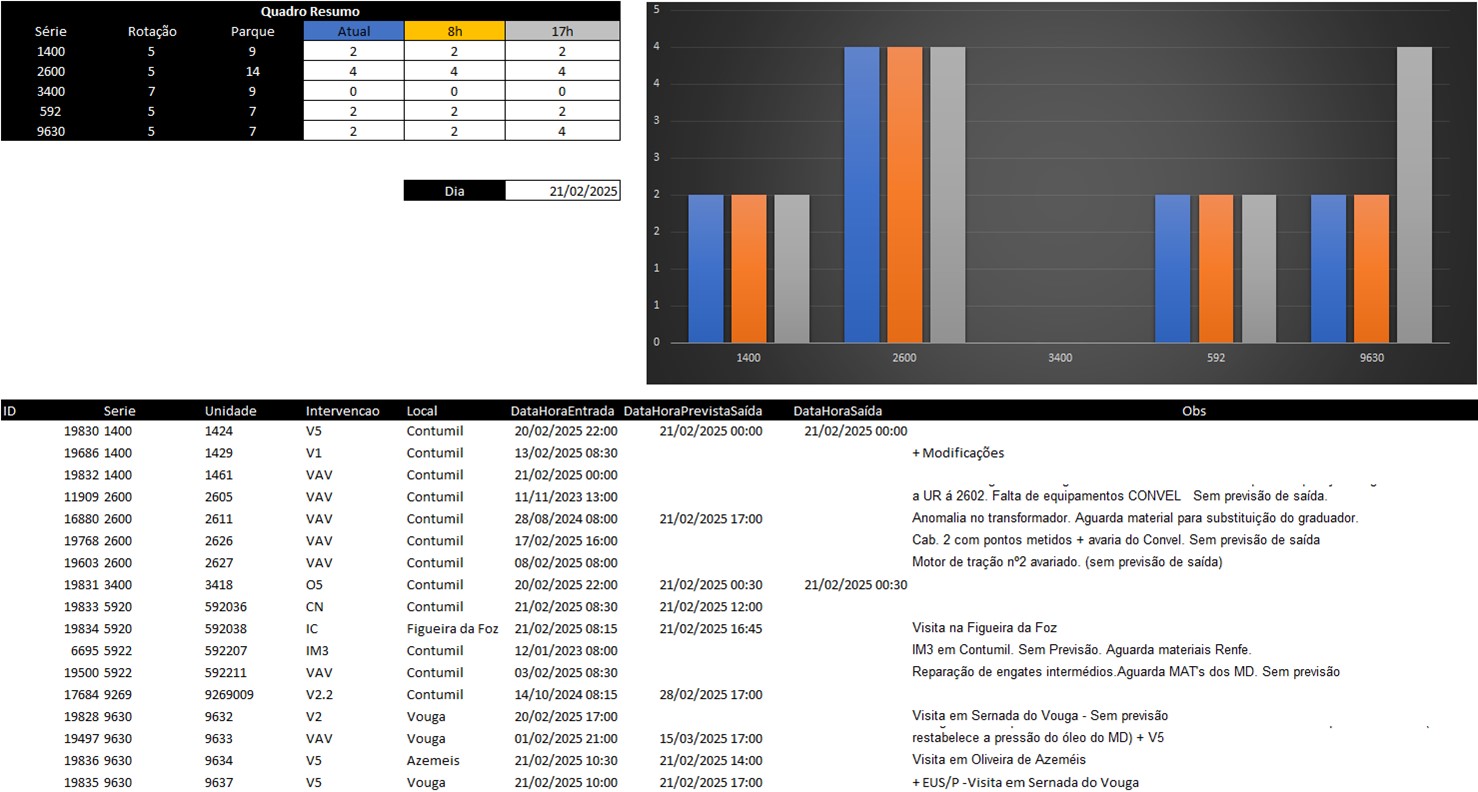 Quadro Resumo
Série Rotação Parque Atual 8h 17h
1400 5 9 2 2 2
2600 5 14 4 4 4
3400 7 9 0 0 0
592 5 7 2 2 2
9630 5 7 2 2 4
Dia 21/02/2025
5
4
4
3
3
2
2
1
1
0
1400 2600 3400 592 9630
ID Serie Unidade Intervencao Local DataHoraEntrada DataHoraPrevistaSaída DataHoraSaída Obs
19830 1400 1424 V5 Contumil 20/02/2025 22:00 21/02/2025 00:00 21/02/2025 00:00
19686 1400 1429 V1 Contumil 13/02/2025 08:30 + Modificações
19832 1400 1461 VAV Contumil 21/02/2025 00:00
11909 2600 2605 VAV Contumil 11/11/2023 13:00 a UR á 2602. Falta de equipamentos CONVEL Sem previsão de saída.
16880 2600 2611 VAV Contumil 28/08/2024 08:00 21/02/2025 17:00 Anomalia no transformador. Aguarda material para substituição do graduador.
19768 2600 2626 VAV Contumil 17/02/2025 16:00 Cab. 2 com pontos metidos + avaria do Convel. Sem previsão de saída
19603 2600 2627 VAV Contumil 08/02/2025 08:00 Motor de tração nº2 avariado. (sem previsão de saída)
19831 3400 3418 O5 Contumil 20/02/2025 22:00 21/02/2025 00:30 21/02/2025 00:30
19833 5920 592036 CN Contumil 21/02/2025 08:30 21/02/2025 12:00
19834 5920 592038 IC Figueira da Foz 21/02/2025 08:15 21/02/2025 16:45 Visita na Figueira da Foz
6695 5922 592207 IM3 Contumil 12/01/2023 08:00 IM3 em Contumil. Sem Previsão. Aguarda materiais Renfe.
19500 5922 592211 VAV Contumil 03/02/2025 08:30 Reparação de engates intermédios.Aguarda MAT's dos MD. Sem previsão
17684 9269 9269009 V2.2 Contumil 14/10/2024 08:15 28/02/2025 17:00
19828 9630 9632 V2 Vouga 20/02/2025 17:00 Visita em Sernada do Vouga - Sem previsão
19497 9630 9633 VAV Vouga 01/02/2025 21:00 15/03/2025 17:00 restabelece a pressão do óleo do MD) + V5
19836 9630 9634 V5 Azemeis 21/02/2025 10:30 21/02/2025 14:00 Visita em Oliveira de Azeméis
19835 9630 9637 V5 Vouga 21/02/2025 10:00 21/02/2025 17:00 + EUS/P -Visita em Sernada do Vouga